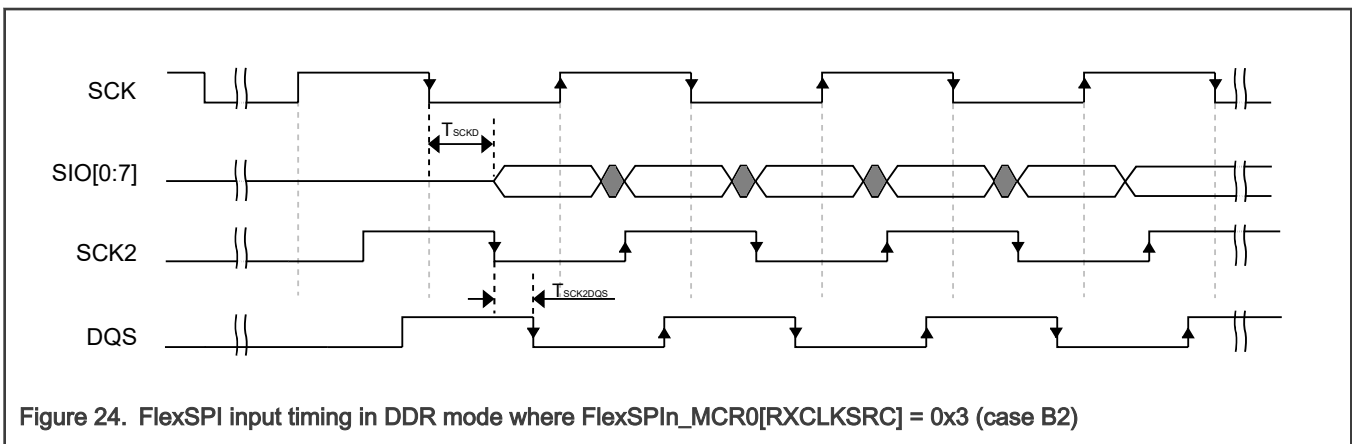 SCK
TSCKD
SIO[0:7]
SCK2
TSCK2DQS
DQS
Figure 24. FlexSPI input timing in DDR mode where FlexSPIn_MCR0[RXCLKSRC] = 0x3 (case B2)